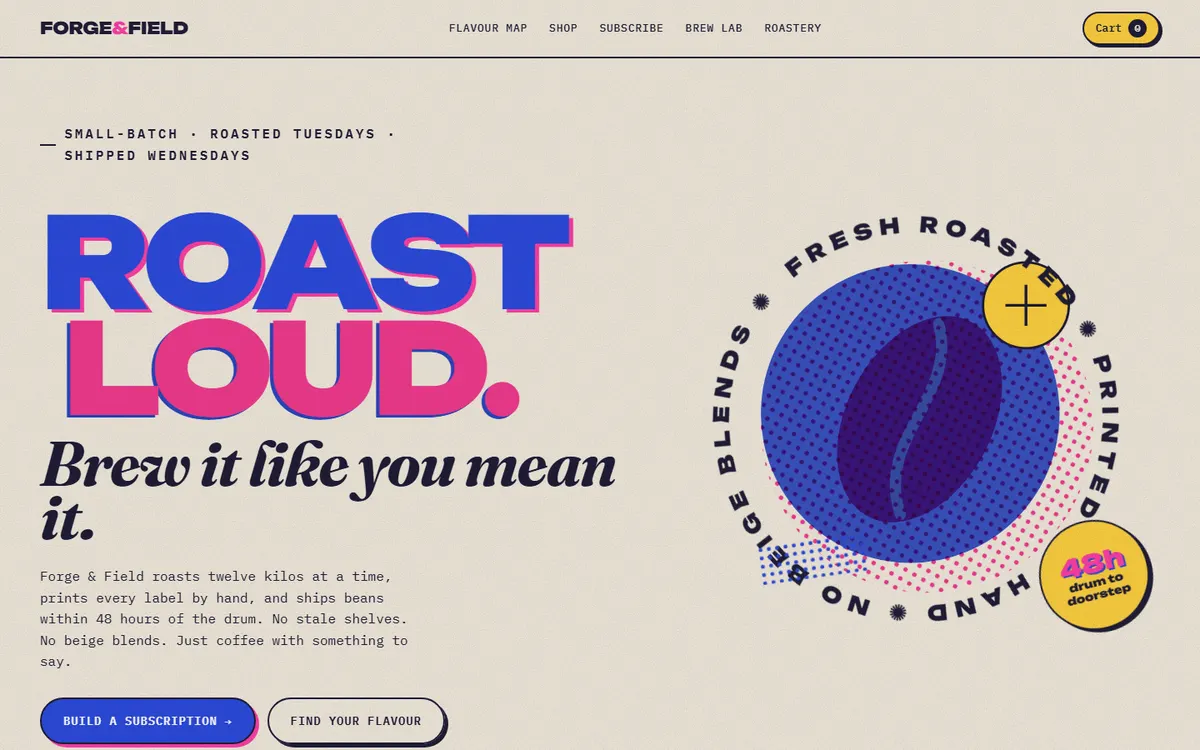 FORGE&FIELD
FLAVOUR MAP
SHOP
SUBSCRIBE
BREW LAB
ROASTERY
Cart 0
SMALL-BATCH · ROASTED TUESDAYS ·
SHIPPED WEDNESDAYS
ROAST
LOUD.
Brew it like you mean
it.
Forge & Field roasts twelve kilos at a time,
prints every label by hand, and ships beans
within 48 hours of the drum. No stale shelves.
No beige blends. Just coffee with something to
say.
BUILD A SUBSCRIPTION →
FIND YOUR FLAVOUR
FRESH ROASTED ✺ PRINTED HAND ✺ NO BEIGE BLENDS ✺
48h
drum to
doorstep